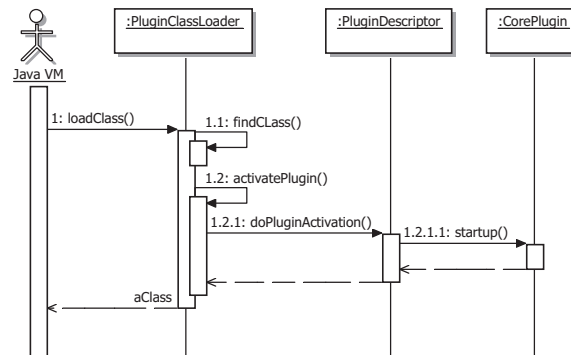 :PluginClassLoader
:PluginDescriptor
:CorePlugin
Java VM
1: loadClass()
1.1: findCLass()
1.2: activatePlugin()
1.2.1: doPluginActivation()
1.2.1.1: startup()
aClass